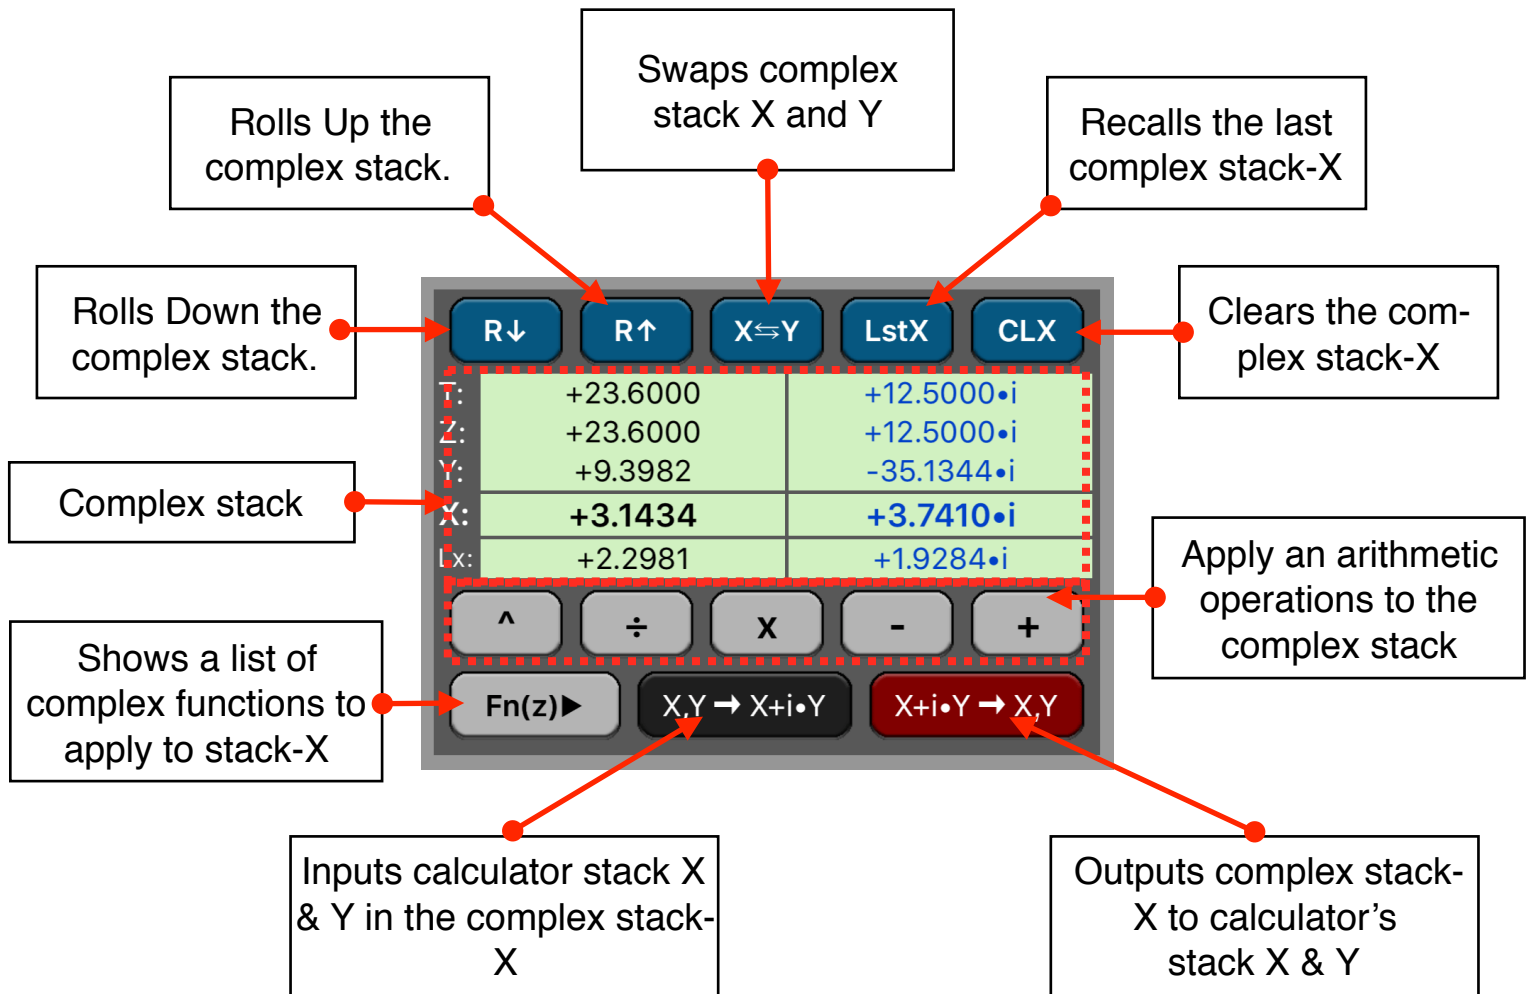 Swaps complex
stack X and Y
Rolls Up the
complex stack.
Recalls the last
complex stack-X
Rolls Down the
complex stack.
Clears the com-
plex stack-X
R↓ R↑ X⇆Y LstX CLX
T: +23.6000 +12.5000•i
Z: +23.6000 +12.5000•i
Y: +9.3982 -35.1344•i
X: +3.1434 +3.7410•i
Lx: +2.2981 +1.9284•i
Complex stack
Apply an arithmetic
operations to the
complex stack
^ ÷ x - +
Shows a list of
complex functions to
apply to stack-X
Fn(z)▶ X,Y ➞ X+i•Y X+i•Y ➞ X,Y
Inputs calculator stack X
& Y in the complex stack-
X
Outputs complex stack-
X to calculator’s
stack X & Y